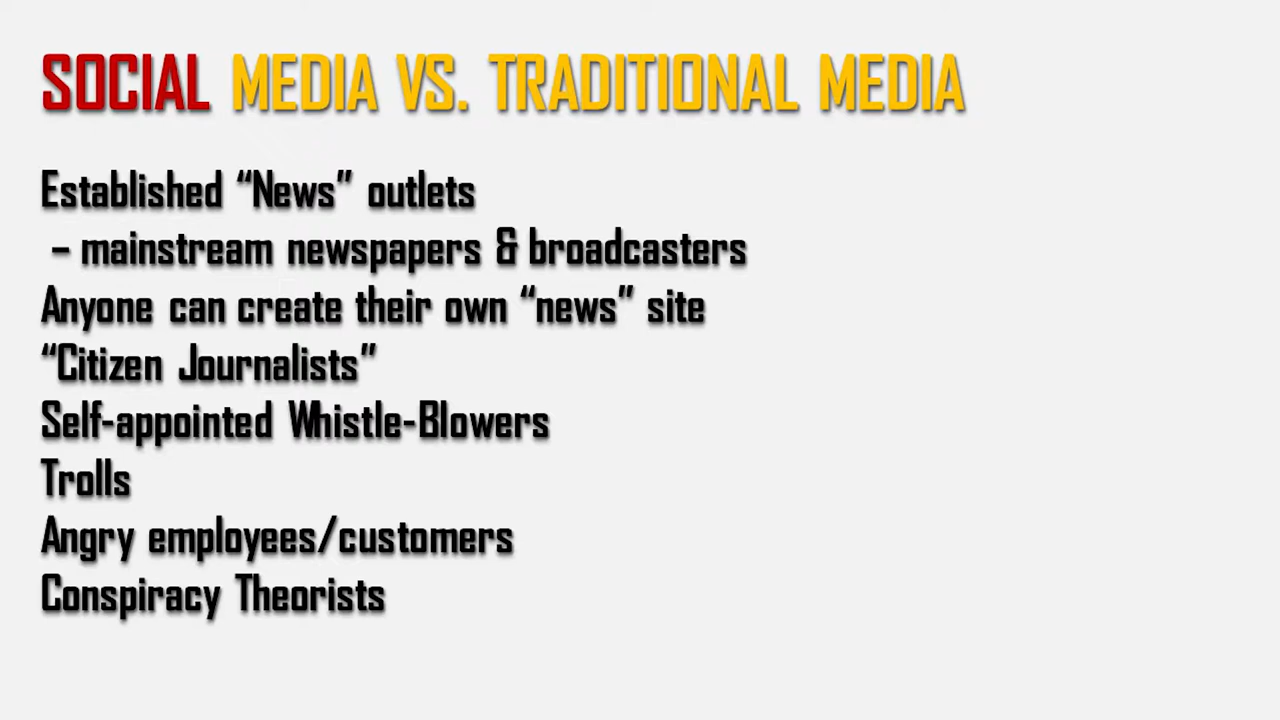 SOCIAL MEDIA VS. TRADITIONAL MEDIA
Established “News” outlets
– mainstream newspapers & broadcasters
Anyone can create their own “news” site
“Citizen Journalists”
Self-appointed Whistle-Blowers
Trolls
Angry employees/customers
Conspiracy Theorists